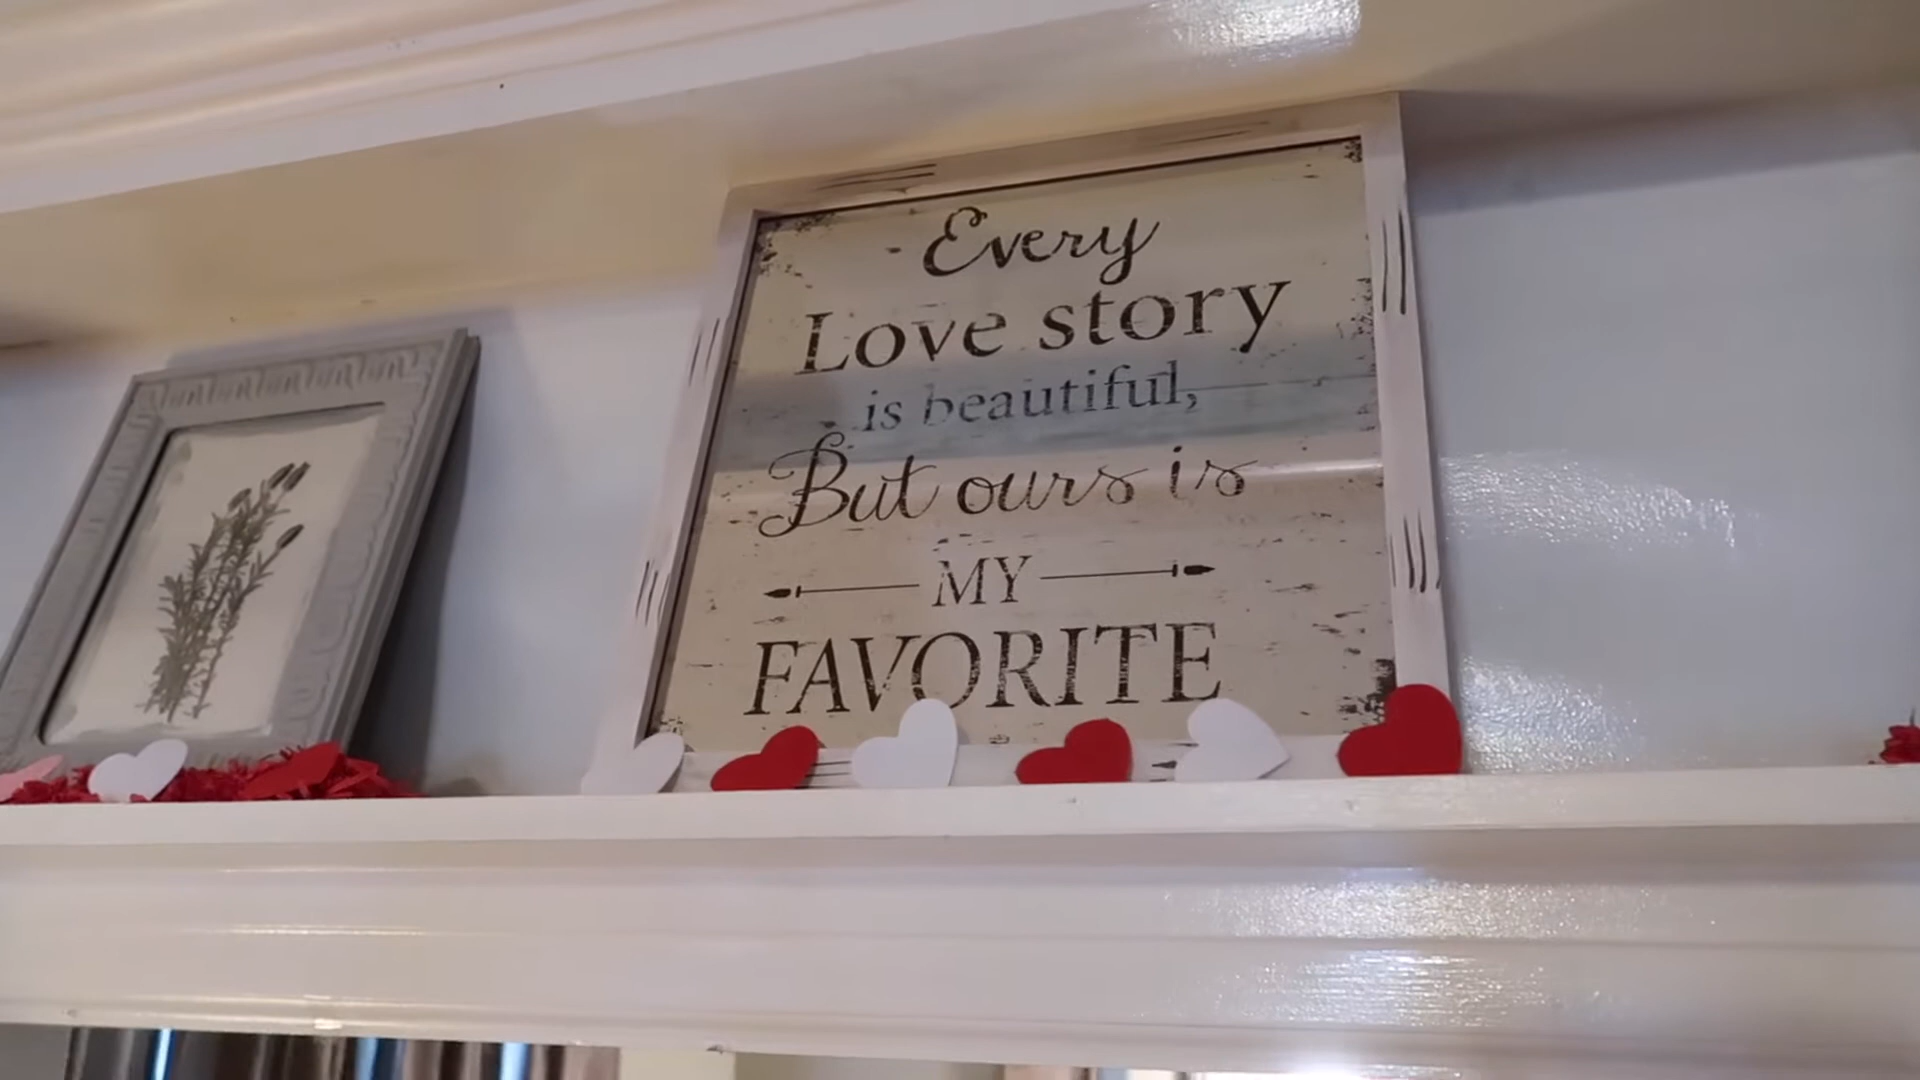 Every
Love story
is beautiful,
But ours is
MY
FAVORITE